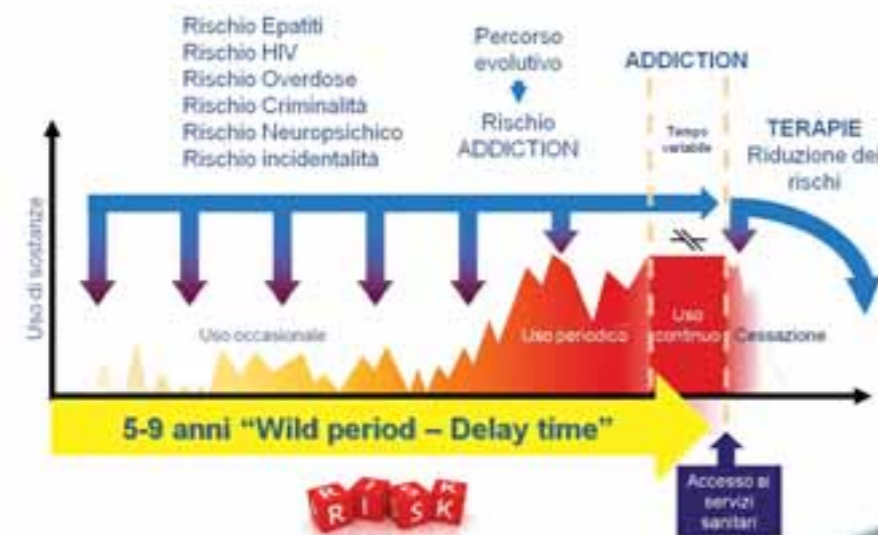 Rischio Epatiti
Rischio HIV
Rischio Overdose
Rischio Criminalità
Rischio Neuropsichico
Rischio incidentalità
Percorso
evolutivo
Rischio
ADDICTION
ADDICTION
Tempo
variabile
TERAPIE
Riduzione dei
rischi
Uso di sostanze
Uso occasionale
Uso periodico
Uso
continuo
Cessazione
5-9 anni “Wild period – Delay time”
RISK
Accesso ai
servizi
sanitari